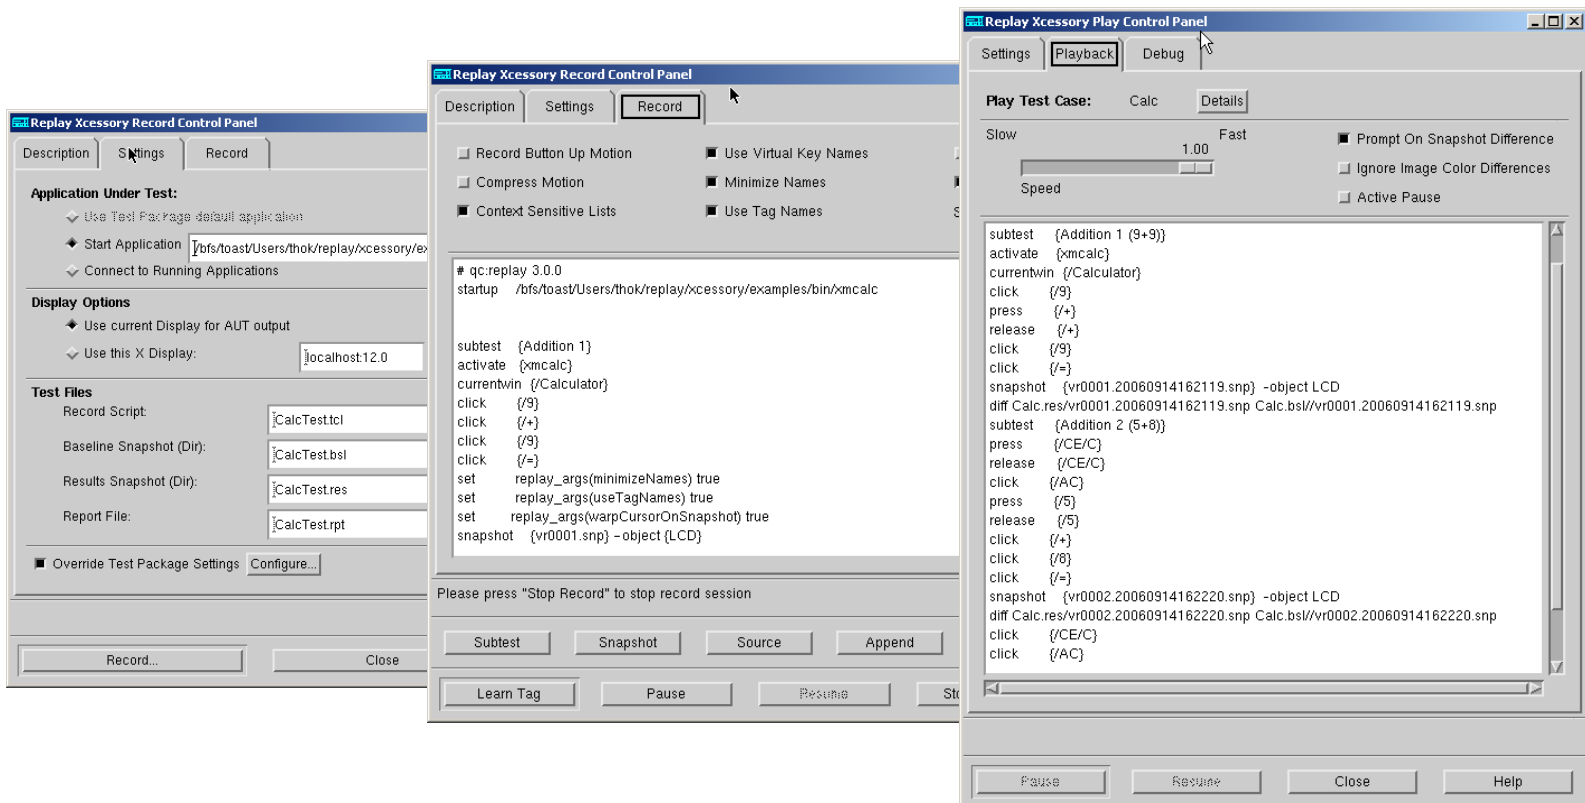 Replay Xcessory Record Control Panel
Description Settings Record
Application Under Test:
Use Test Package default application
Start Application /bfs/toast/Users/thok/replay/xcessory/ex
Connect to Running Applications
Display Options
Use current Display for AUT output
Use this X Display: localhost:12.0
Test Files
Record Script: CalcTest.tcl
Baseline Snapshot (Dir): CalcTest.bsl
Results Snapshot (Dir): CalcTest.res
Report File: CalcTest.rpt
Override Test Package Settings Configure...
Record... Close
Replay Xcessory Record Control Panel
Description Settings Record
Record Button Up Motion Use Virtual Key Names
Compress Motion Minimize Names
Context Sensitive Lists Use Tag Names S
# qc:replay 3.0.0
startup /bfs/toast/Users/thok/replay/xcessory/examples/bin/xmcalc
subtest {Addition 1}
activate {xmcalc}
currentwin {/Calculator}
click {/9}
click {/+}
click {/9}
click {/=}
set replay_args(minimizeNames) true
set replay_args(useTagNames) true
set replay_args(warpCursorOnSnapshot) true
snapshot {vr0001.snp} -object {LCD}
Please press "Stop Record" to stop record session
Subtest Snapshot Source Append
Learn Tag Pause Resume Sto
Replay Xcessory Play Control Panel
Settings Playback Debug
Play Test Case: Calc Details
Slow Fast
1.00
Speed
Prompt On Snapshot Difference
Ignore Image Color Differences
Active Pause
subtest {Addition 1 (9+9)}
activate {xmcalc}
currentwin {/Calculator}
click {/9}
press {/+}
release {/+}
click {/9}
click {/=}
snapshot {vr0001.20060914162119.snp} -object LCD
diff Calc.res/vr0001.20060914162119.snp Calc.bsl//vr0001.20060914162119.snp
subtest {Addition 2 (5+8)}
press {/CE/C}
release {/CE/C}
click {/AC}
press {/5}
release {/5}
click {/+}
click {/8}
click {/=}
snapshot {vr0002.20060914162220.snp} -object LCD
diff Calc.res/vr0002.20060914162220.snp Calc.bsl//vr0002.20060914162220.snp
click {/CE/C}
click {/AC}
Pause Resume Close Help